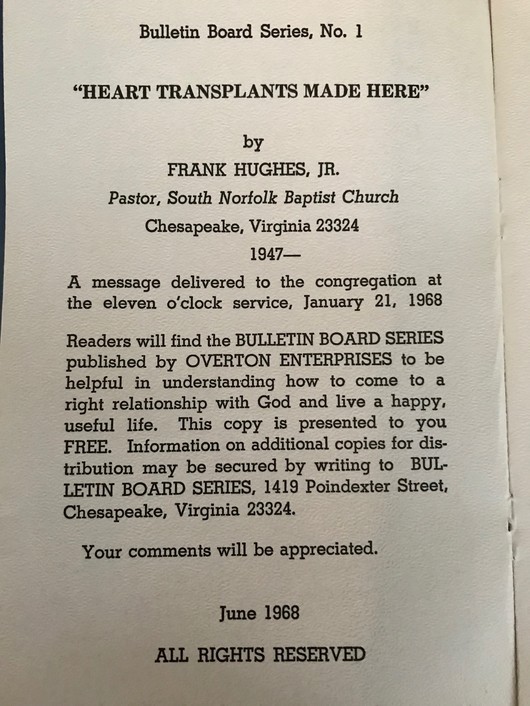 Bulletin Board Series, No. 1
“HEART TRANSPLANTS MADE HERE”
by
FRANK HUGHES, JR.
Pastor, South Norfolk Baptist Church
Chesapeake, Virginia 23324
1947—
A message delivered to the congregation at
the eleven o'clock service, January 21, 1968
Readers will find the BULLETIN BOARD SERIES
published by OVERTON ENTERPRISES to be
helpful in understanding how to come to a
right relationship with God and live a happy,
useful life. This copy is presented to you
FREE. Information on additional copies for dis-
tribution may be secured by writing to BUL-
LETIN BOARD SERIES, 1419 Poindexter Street,
Chesapeake, Virginia 23324.
Your comments will be appreciated.
June 1968
ALL RIGHTS RESERVED